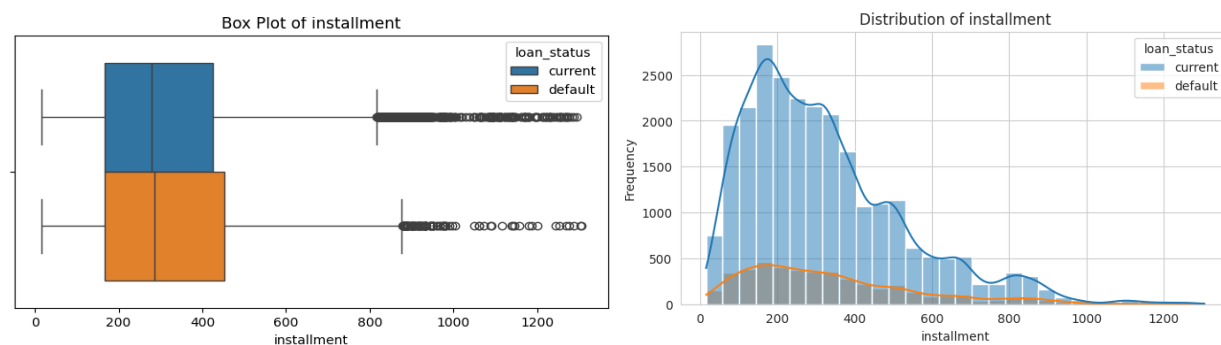 Box Plot of installment
loan_status
current
default
0 200 400 600 800 1000 1200
installment
Distribution of installment
loan_status
current
default
Frequency
2500
2000
1500
1000
500
0
0 200 400 600 800 1000 1200
installment